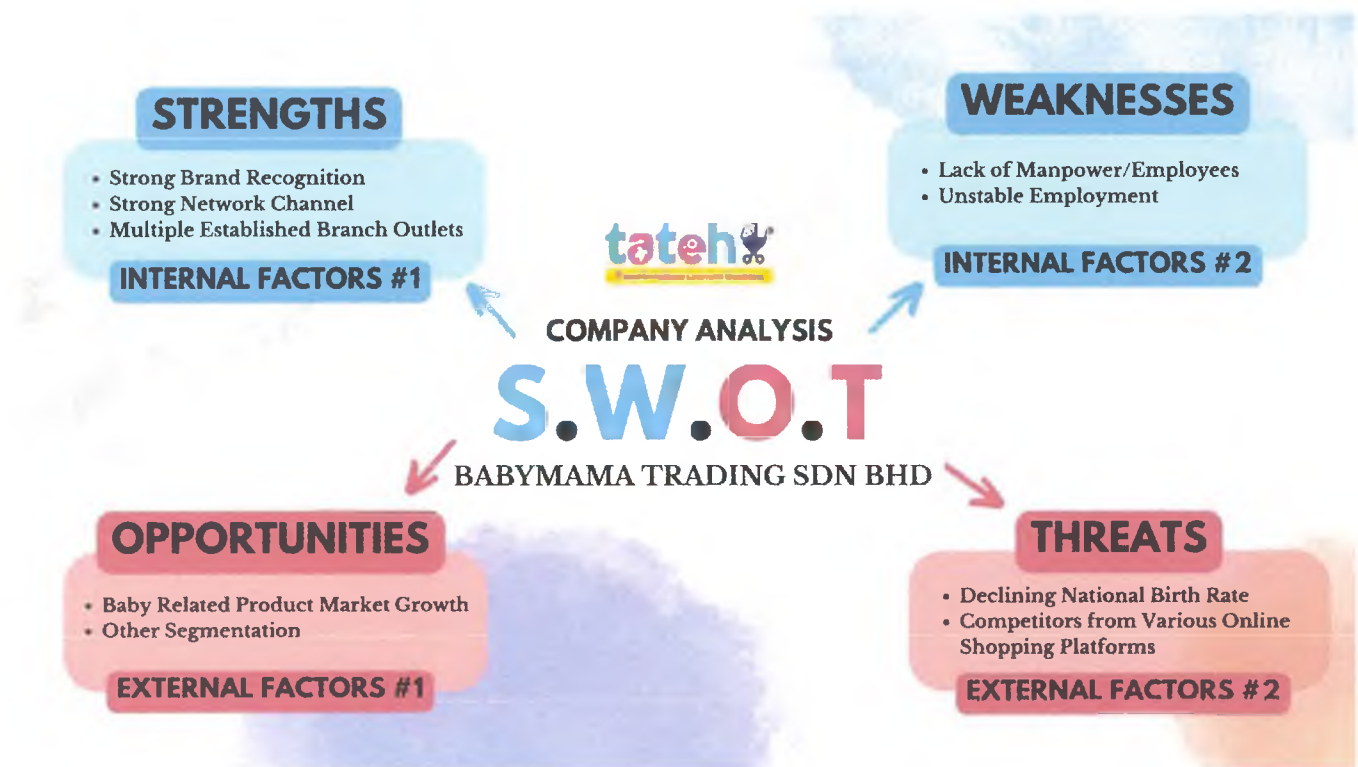 STRENGTHS
• Strong Brand Recognition
• Strong Network Channel
• Multiple Established Branch Outlets
INTERNAL FACTORS #1
WEAKNESSES
• Lack of Manpower/Employees
• Unstable Employment
INTERNAL FACTORS #2
tateh
COMPANY ANALYSIS
S.W.O.T
BABYMAMA TRADING SDN BHD
OPPORTUNITIES
• Baby Related Product Market Growth
• Other Segmentation
EXTERNAL FACTORS #1
THREATS
• Declining National Birth Rate
• Competitors from Various Online
Shopping Platforms
EXTERNAL FACTORS #2